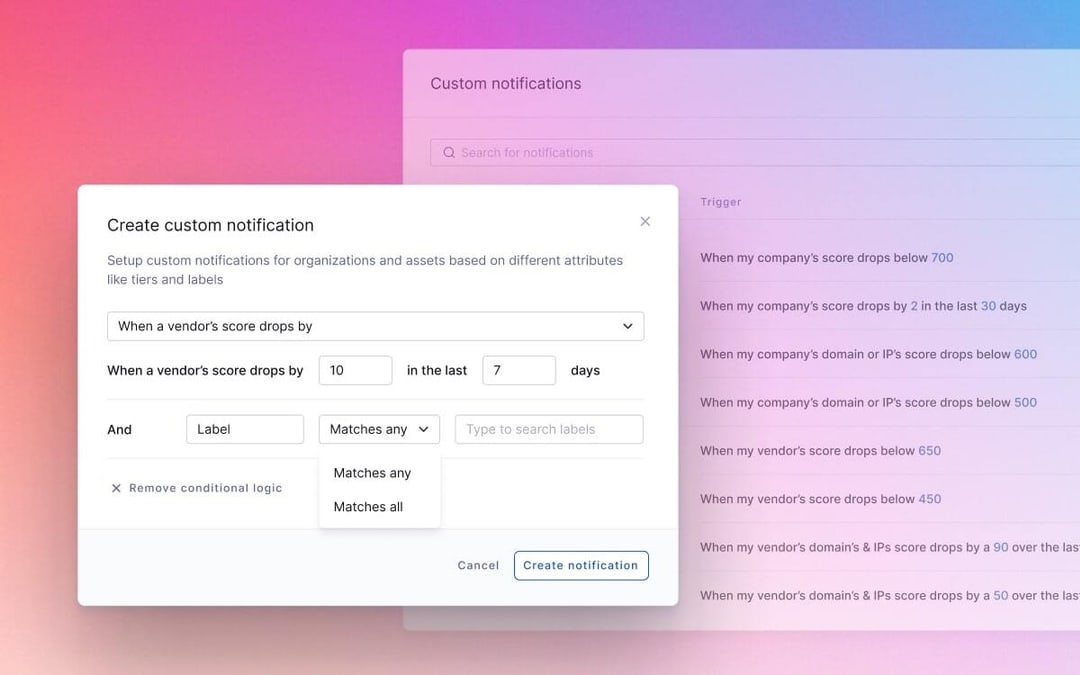 Custom notifications
Search for notifications
Trigger
When my company’s score drops below 700
When my company’s score drops by 2 in the last 30 days
When my company’s domain or IP’s score drops below 600
When my company’s domain or IP’s score drops below 500
When my vendor’s score drops below 650
When my vendor’s score drops below 450
When my vendor’s domain’s & IPs score drops by a 90 over the las
When my vendor’s domain’s & IPs score drops by a 50 over the las
Create custom notification
Setup custom notifications for organizations and assets based on different attributes
like tiers and labels
When a vendor’s score drops by
When a vendor’s score drops by 10 in the last 7 days
And Label Matches any Type to search labels
Matches any
Remove conditional logic
Matches all
Cancel Create notification